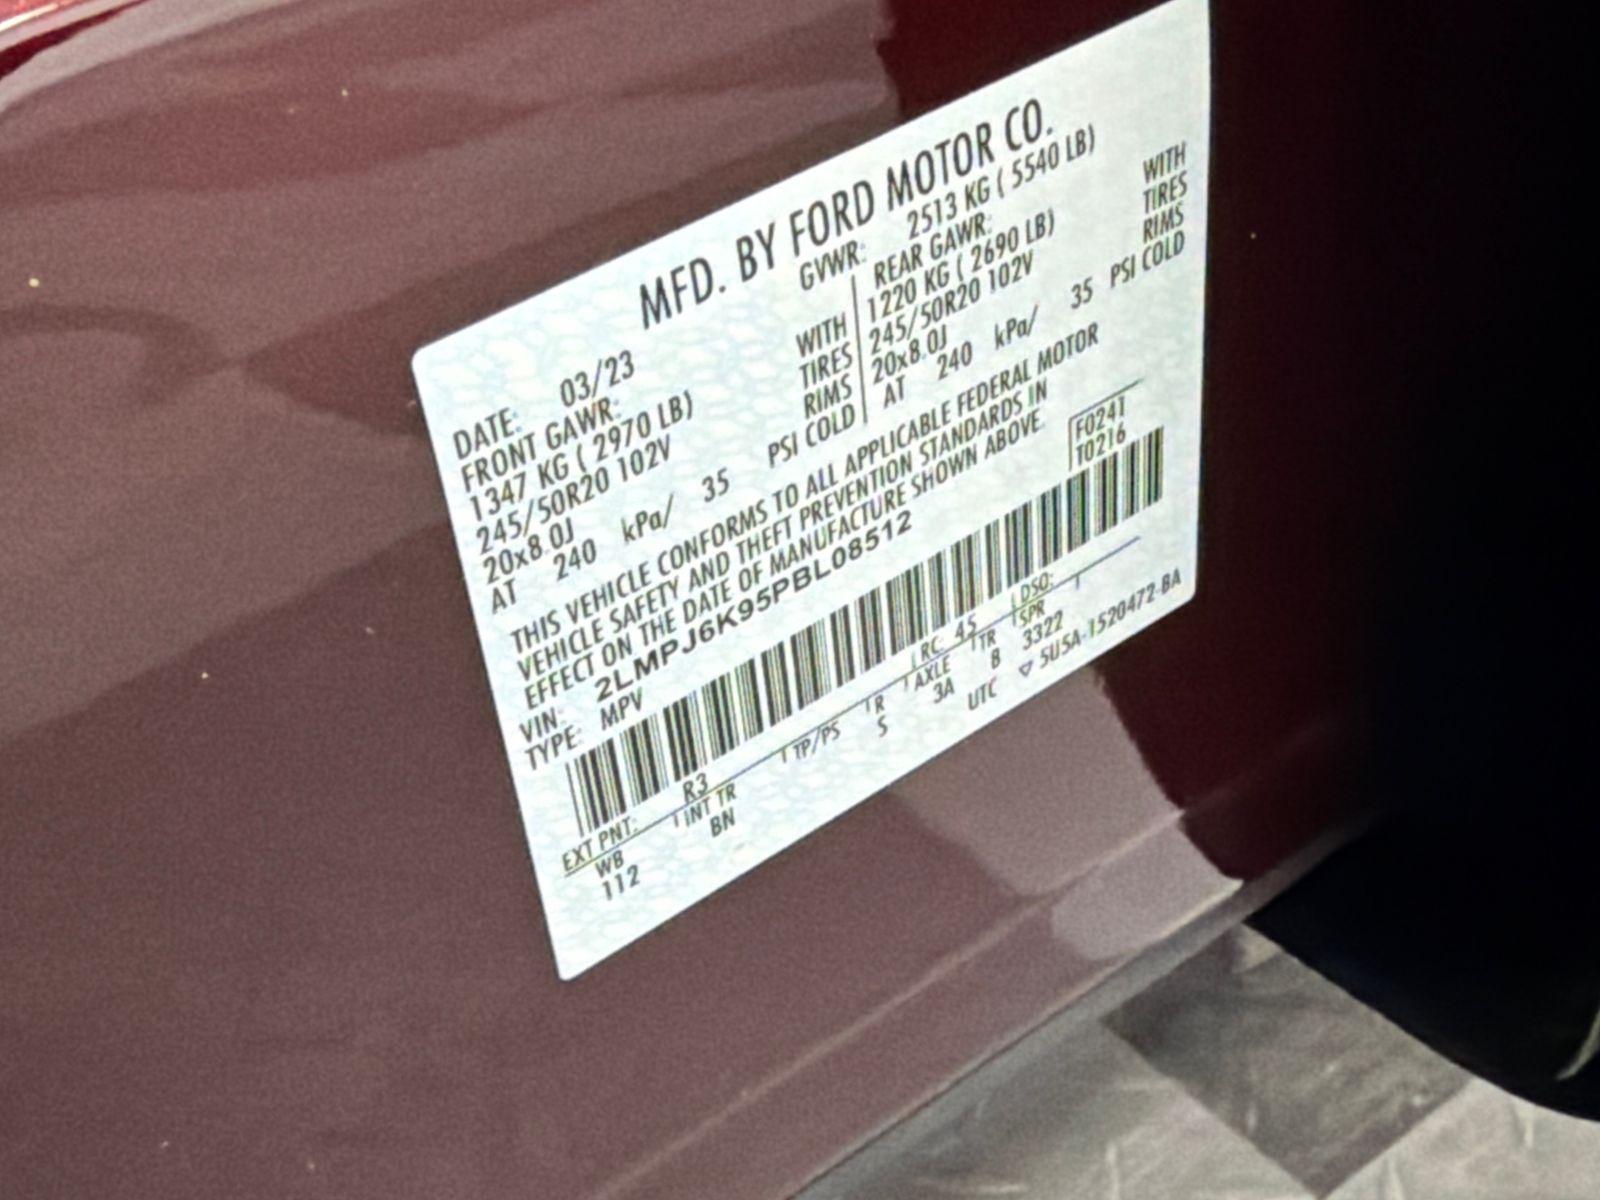 MFD. BY FORD MOTOR CO.
DATE: 03/23 GVWR: 2513 KG ( 5540 LB)
FRONT GAWR: REAR GAWR:
1347 KG ( 2970 LB) WITH 1220 KG ( 2690 LB) WITH
245/50R20 102V TIRES 245/50R20 102V TIRES
20x8.0J RIMS 20x8.0J RIMS
AT 240 kPa/ 35 PSI COLD AT 240 kPa/ 35 PSI COLD
THIS VEHICLE CONFORMS TO ALL APPLICABLE FEDERAL MOTOR
VEHICLE SAFETY AND THEFT PREVENTION STANDARDS IN
EFFECT ON THE DATE OF MANUFACTURE SHOWN ABOVE.
VIN: 2LMPJ6K95PBL08512 F0241
TYPE: MPV T0216
EXT PNT: R3 RC: 45 DSO:
WB INT TR TP/PS R AXLE TR SPR
112 BN S 3A B 3322
UTC ▽ 5U5A-1520472-BA